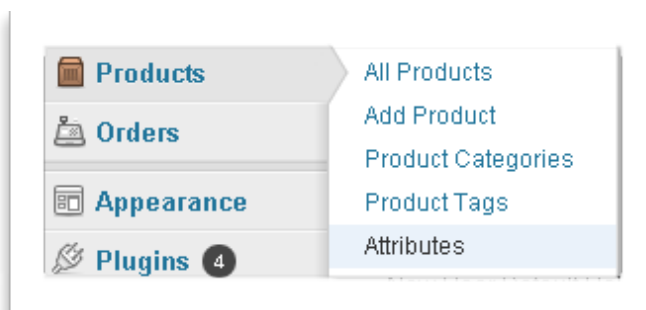 Products
Orders
Appearance
Plugins 4
All Products
Add Product
Product Categories
Product Tags
Attributes